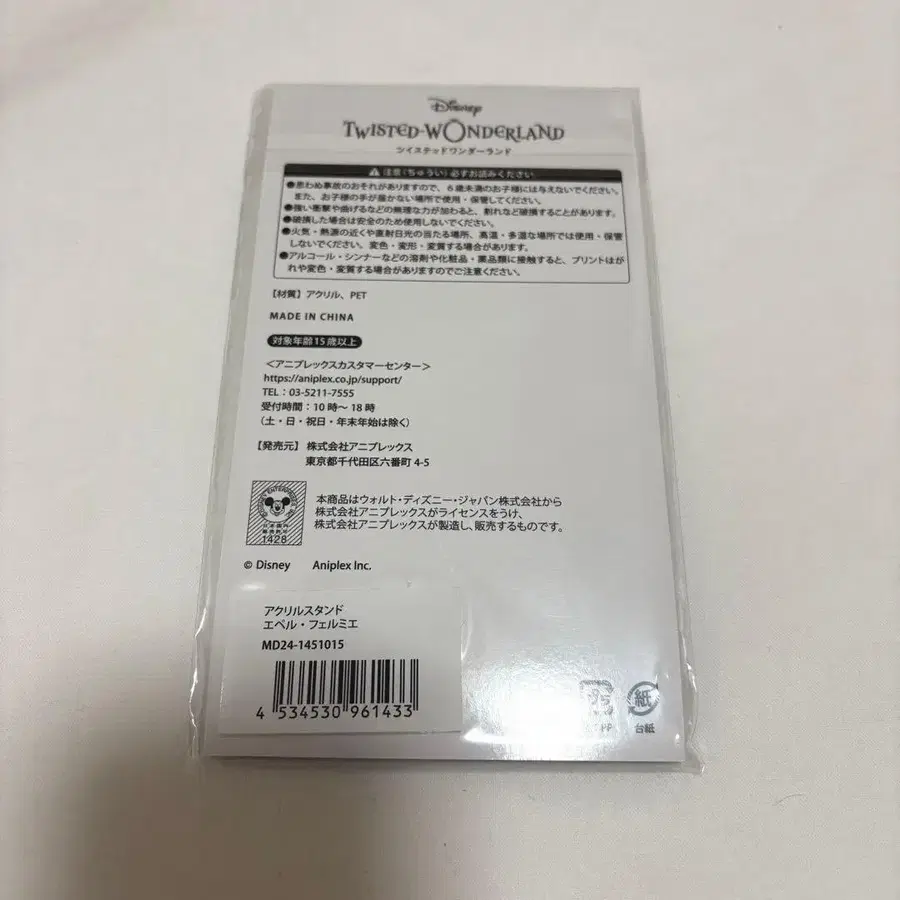 Disney
TWISTED-WONDERLAND
ツイステッドワンダーランド
注意(ちゅうい)必ずお読みください
●思わぬ事故のおそれがありますので、6歳未満のお子様には与えないでください。
また、お子様の手が届かない場所で使用・保管してください。
●強い衝撃や曲げるなどの無理な力が加わると、割れなど破損することがあります。
●破損した場合は安全のため使用しないでください。
●火気・熱源の近くや直射日光の当たる場所、高温・多湿な場所では使用・保管
しないでください。変色・変形・変質する場合があります。
●アルコール・シンナーなどの溶剤や化粧品・薬品類に接触すると、プリントはが
れや変色・変質する場合がありますのでご注意ください。
【材質】アクリル、PET
MADE IN CHINA
対象年齢15歳以上
<アニプレックスカスタマーセンター>
https://aniplex.co.jp/support/
TEL:03-5211-7555
受付時間:10時~18時
(土・日・祝日・年末年始は除く)
【発売元】株式会社アニプレックス
東京都千代田区六番町4-5
本商品はウォルト・ディズニー・ジャパン株式会社から
株式会社アニプレックスがライセンスをうけ、
株式会社アニプレックスが製造し、販売するものです。
1428
© Disney Aniplex Inc.
アクリルスタンド
エペル・フェルミエ
MD24-1451015
4 534530 961433
PP
紙
台紙